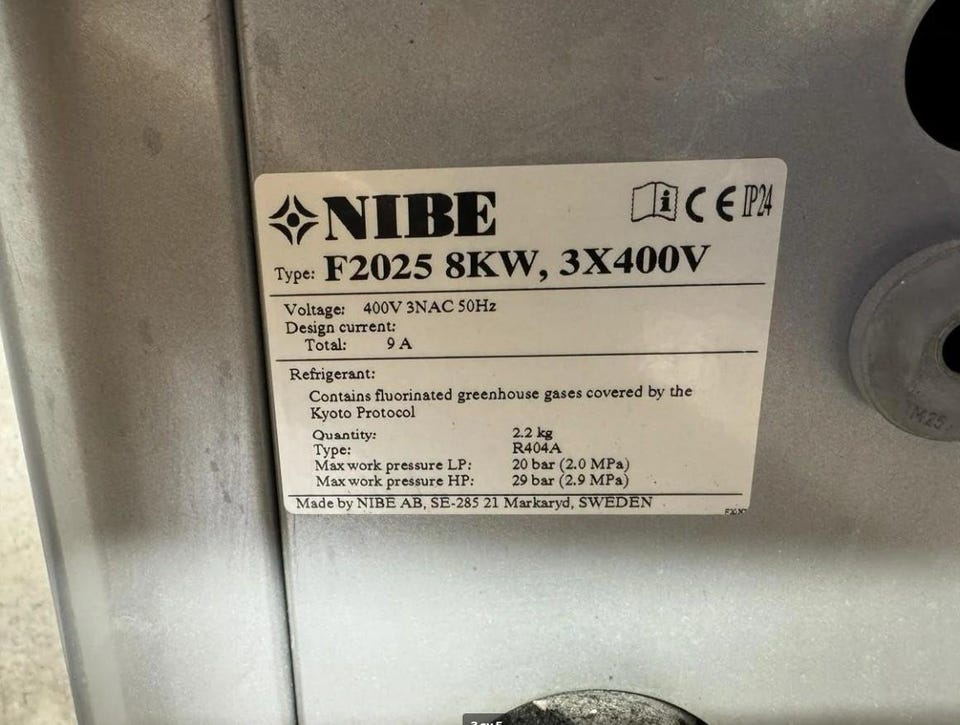 NIBE
CE IP24
Type: F2025 8KW, 3X400V
Voltage: 400V 3NAC 50Hz
Design current:
Total: 9 A
Refrigerant:
Contains fluorinated greenhouse gases covered by the
Kyoto Protocol
Quantity: 2.2 kg
Type: R404A
Max work pressure LP: 20 bar (2.0 MPa)
Max work pressure HP: 29 bar (2.9 MPa)
Made by NIBE AB, SE-285 21 Markaryd, SWEDEN
M25